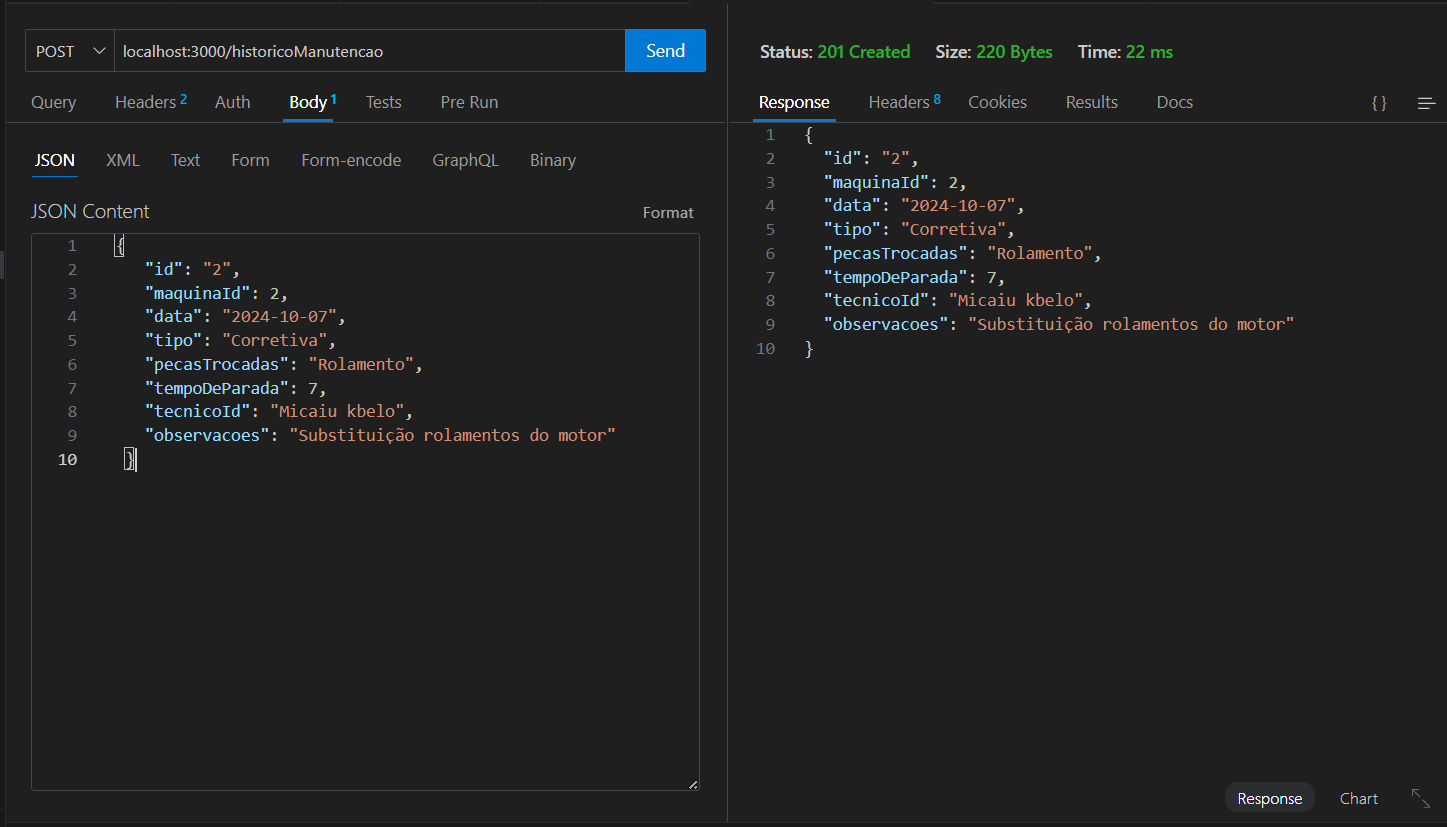 POST localhost:3000/historicoManutencao Send
Query Headers 2 Auth Body 1 Tests Pre Run
JSON XML Text Form Form-encode GraphQL Binary
JSON Content Format
1 {
2 "id": "2",
3 "maquinaId": 2,
4 "data": "2024-10-07",
5 "tipo": "Corretiva",
6 "pecasTrocadas": "Rolamento",
7 "tempoDeParada": 7,
8 "tecnicoId": "Micaiu kbelo",
9 "observacoes": "Substituição rolamentos do motor"
10 }
Status: 201 Created Size: 220 Bytes Time: 22 ms
Response Headers 8 Cookies Results Docs { }
1 {
2 "id": "2",
3 "maquinaId": 2,
4 "data": "2024-10-07",
5 "tipo": "Corretiva",
6 "pecasTrocadas": "Rolamento",
7 "tempoDeParada": 7,
8 "tecnicoId": "Micaiu kbelo",
9 "observacoes": "Substituição rolamentos do motor"
10 }
Response Chart